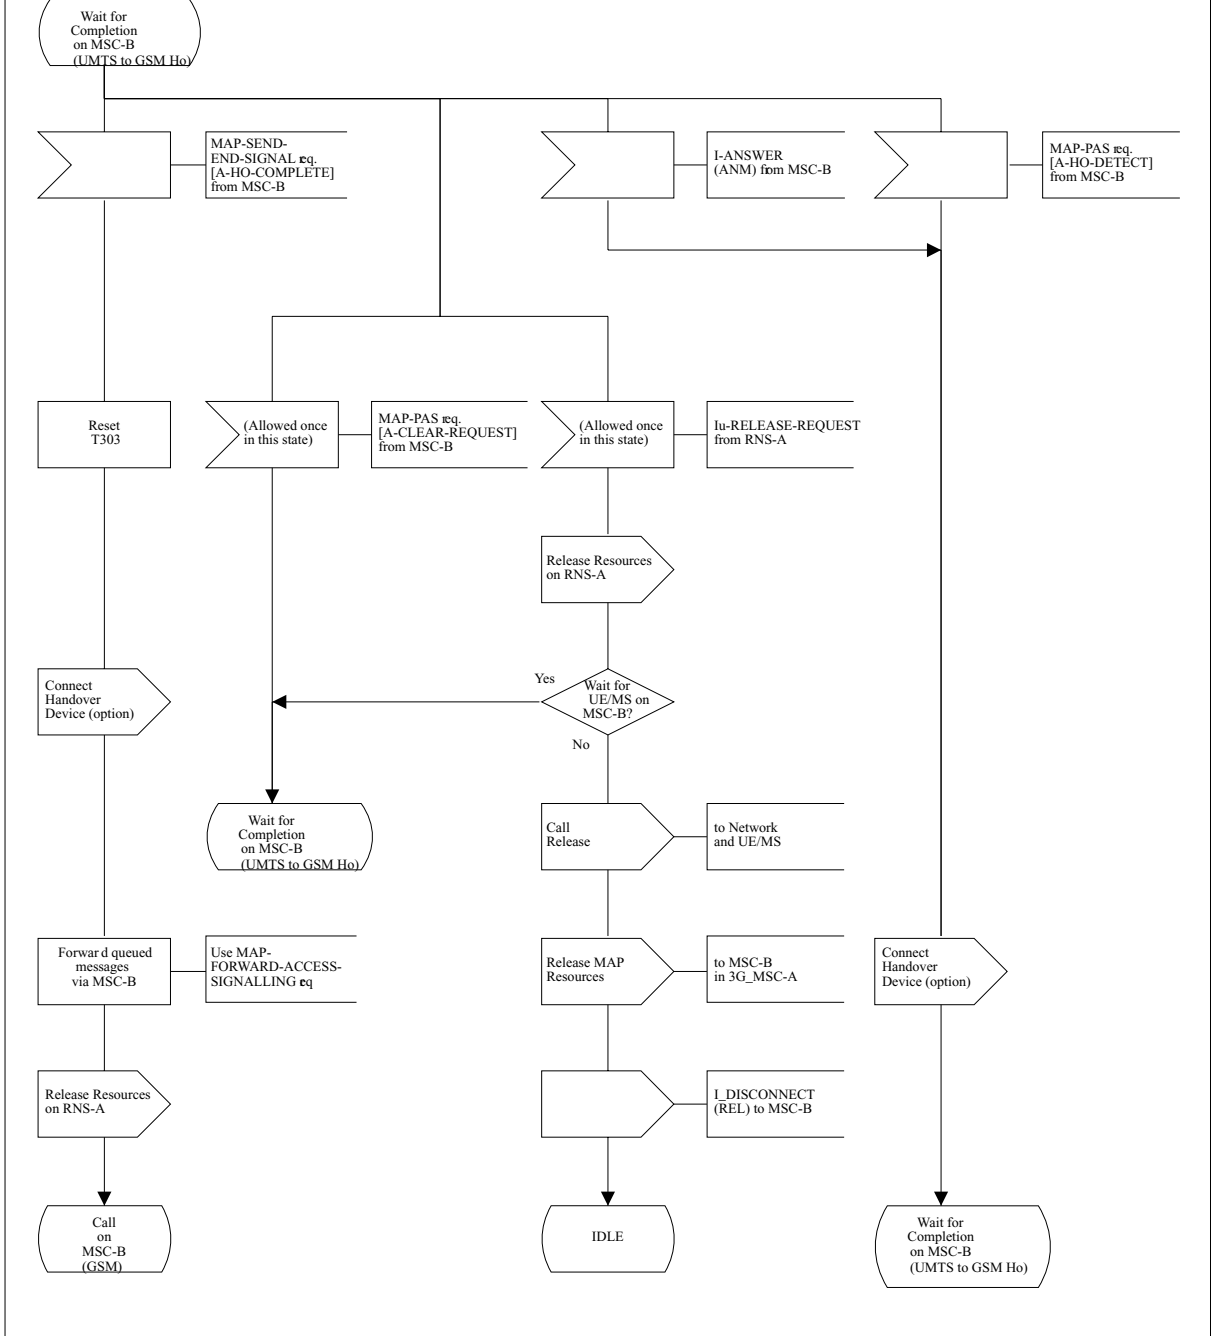 Wait for
Completion
on MSC-B
(UMTS to GSM Ho)
MAP-SEND-
END-SIGNAL req.
[A-HO-COMPLETE]
from MSC-B
I-ANSWER
(ANM) from MSC-B
MAP-PAS req.
[A-HO-DETECT]
from MSC-B
Reset
T303
(Allowed once
in this state)
MAP-PAS req.
[A-CLEAR-REQUEST]
from MSC-B
(Allowed once
in this state)
Iu-RELEASE-REQUEST
from RNS-A
Release Resources
on RNS-A
Connect
Handover
Device (option)
Yes
Wait for
UE/MS on
MSC-B?
No
Wait for
Completion
on MSC-B
(UMTS to GSM Ho)
Call
Release
to Network
and UE/MS
Forward queued
messages
via MSC-B
Use MAP-
FORWARD-ACCESS-
SIGNALLING req
Release MAP
Resources
to MSC-B
in 3G_MSC-A
Connect
Handover
Device (option)
Release Resources
on RNS-A
I_DISCONNECT
(REL) to MSC-B
Call
on
MSC-B
(GSM)
IDLE
Wait for
Completion
on MSC-B
(UMTS to GSM Ho)